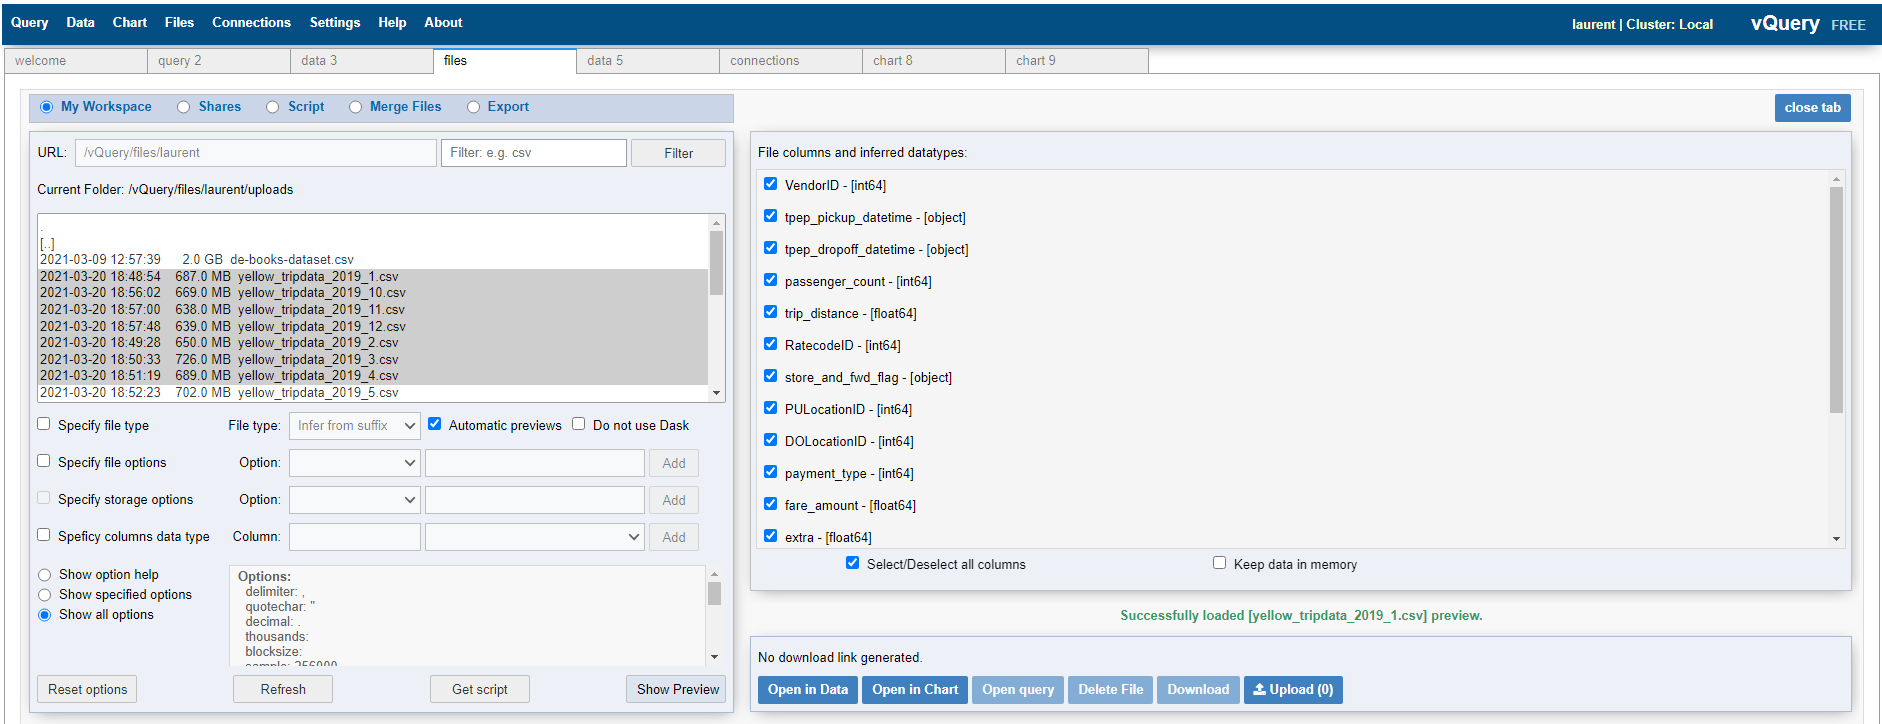 Query Data Chart Files Connections Settings Help About laurent | Cluster: Local vQuery FREE
welcome query 2 data 3 files data 5 connections chart 8 chart 9
My Workspace Shares Script Merge Files Export close tab
URL: /vQuery/files/laurent Filter: e.g. csv Filter
Current Folder: /vQuery/files/laurent/uploads
.
[..]
2021-03-09 12:57:39 2.0 GB de-books-dataset.csv
2021-03-20 18:48:54 687.0 MB yellow_tripdata_2019_1.csv
2021-03-20 18:56:02 669.0 MB yellow_tripdata_2019_10.csv
2021-03-20 18:57:00 638.0 MB yellow_tripdata_2019_11.csv
2021-03-20 18:57:48 639.0 MB yellow_tripdata_2019_12.csv
2021-03-20 18:49:28 650.0 MB yellow_tripdata_2019_2.csv
2021-03-20 18:50:33 726.0 MB yellow_tripdata_2019_3.csv
2021-03-20 18:51:19 689.0 MB yellow_tripdata_2019_4.csv
2021-03-20 18:52:23 702.0 MB yellow_tripdata_2019_5.csv
Specify file type File type: Infer from suffix Automatic previews Do not use Dask
Specify file options Option: Add
Specify storage options Option: Add
Speficy columns data type Column: Add
Show option help
Show specified options
Show all options
Options:
delimiter: ,
quotechar: "
decimal: .
thousands:
blocksize:
sample: 256000
Reset options Refresh Get script Show Preview
File columns and inferred datatypes:
VendorID - [int64]
tpep_pickup_datetime - [object]
tpep_dropoff_datetime - [object]
passenger_count - [int64]
trip_distance - [float64]
RatecodeID - [int64]
store_and_fwd_flag - [object]
PULocationID - [int64]
DOLocationID - [int64]
payment_type - [int64]
fare_amount - [float64]
extra - [float64]
Select/Deselect all columns Keep data in memory
Successfully loaded [yellow_tripdata_2019_1.csv] preview.
No download link generated.
Open in Data Open in Chart Open query Delete File Download Upload (0)